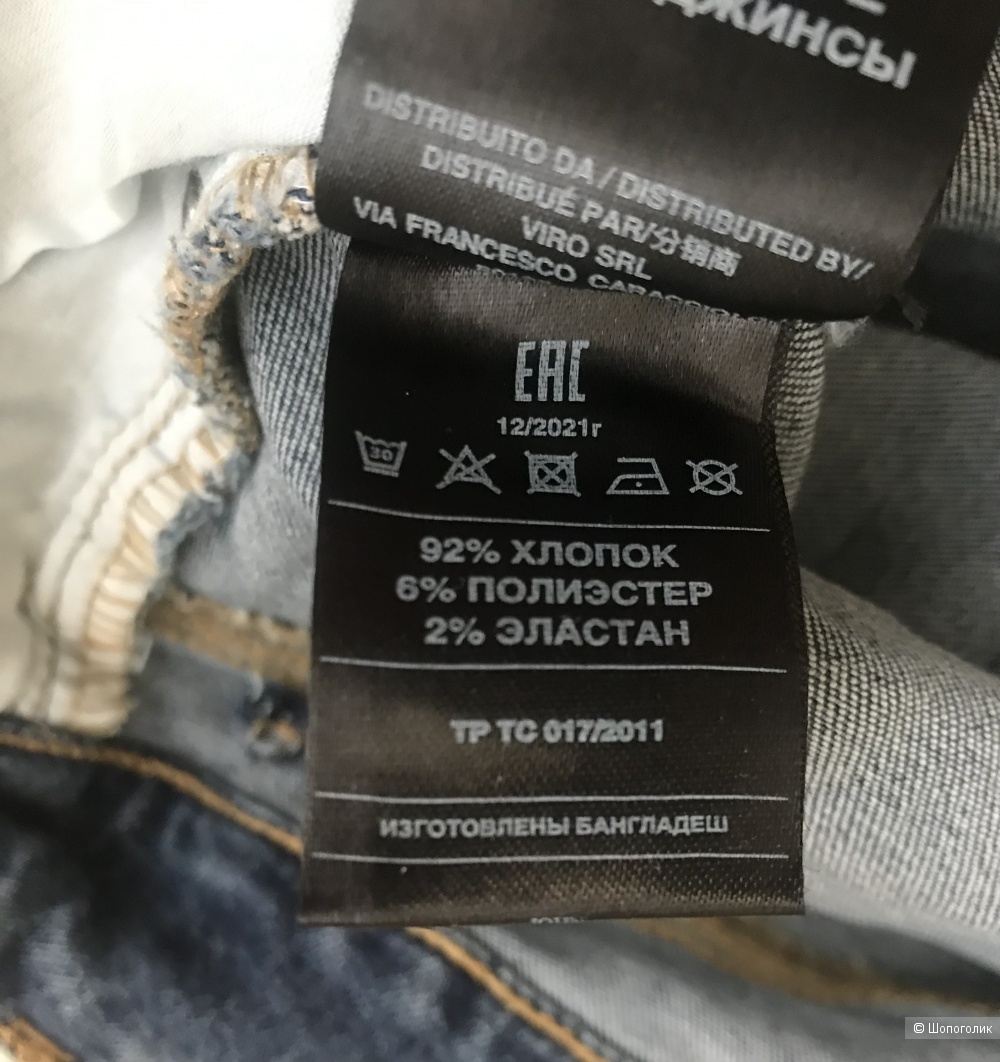 ДЖИНСЫ
DISTRIBUITO DA / DISTRIBUTED BY/
DISTRIBUÉ PAR/分销商
VIRO SRL
VIA FRANCESCO
EAC
12/2021г
30
92% ХЛОПОК
6% ПОЛИЭСТЕР
2% ЭЛАСТАН
ТР ТС 017/2011
ИЗГОТОВЛЕНЫ БАНГЛАДЕШ
© Шопоголик